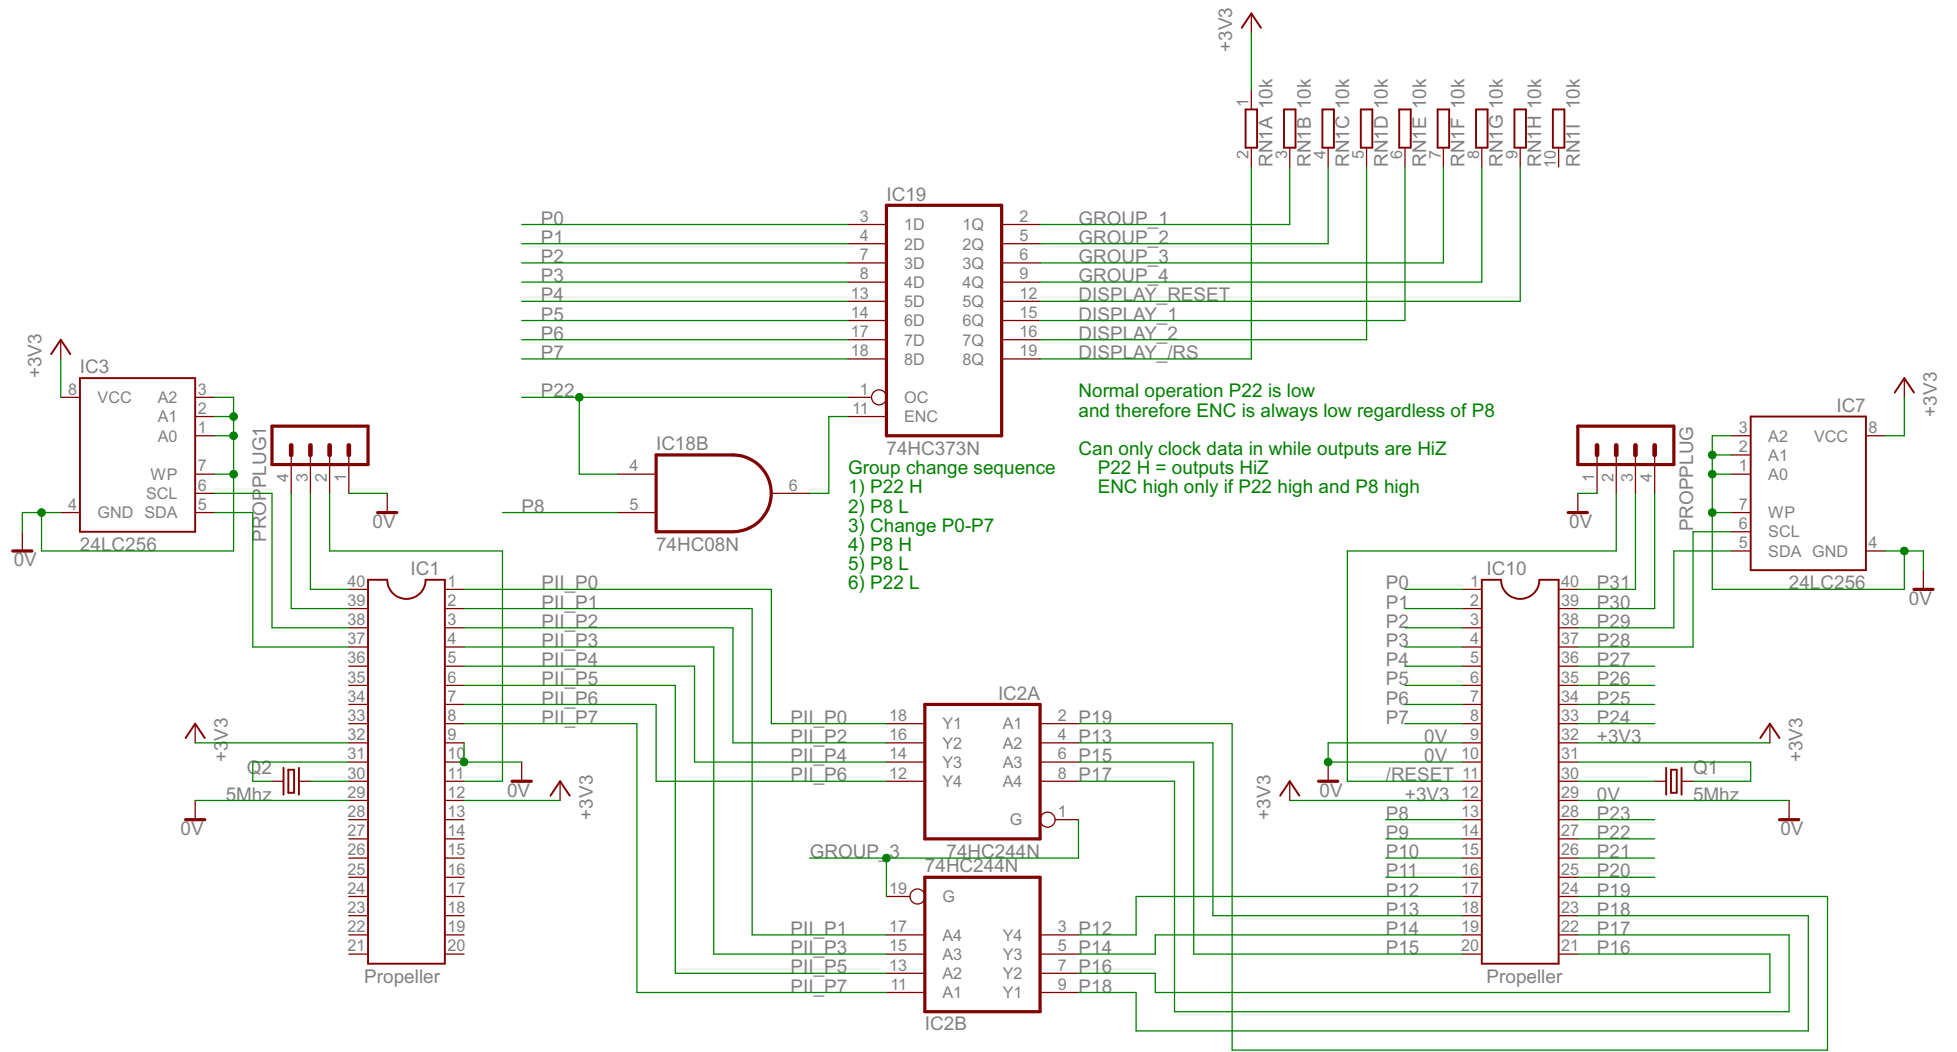 +3V3
1
2
RN1A 10k
3
RN1B 10k
4
RN1C 10k
5
RN1D 10k
6
RN1E 10k
7
RN1F 10k
8
RN1G 10k
9
RN1H 10k
10
RN1I 10k
IC19
P0 3 1D 1Q 2 GROUP_1
P1 4 2D 2Q 5 GROUP_2
P2 7 3D 3Q 6 GROUP_3
P3 8 4D 4Q 9 GROUP_4
P4 13 5D 5Q 12 DISPLAY_RESET
P5 14 6D 6Q 15 DISPLAY_1
P6 17 7D 7Q 16 DISPLAY_2
P7 18 8D 8Q 19 DISPLAY_/RS
P22 1 OC
11 ENC
74HC373N
IC18B
4
5
6
P8
74HC08N
Normal operation P22 is low
and therefore ENC is always low regardless of P8
Can only clock data in while outputs are HiZ
P22 H = outputs HiZ
ENC high only if P22 high and P8 high
Group change sequence
1) P22 H
2) P8 L
3) Change P0-P7
4) P8 H
5) P8 L
6) P22 L
+3V3
IC3
8 VCC A2 3
A1 2
A0 1
WP 7
SCL 6
4 GND SDA 5
24LC256
0V
PROPPLUG1
4 3 2 1
0V
PROPPLUG
1 2 3 4
0V
+3V3
IC7
3 A2 VCC 8
2 A1
1 A0
7 WP
6 SCL
5 SDA GND 4
24LC256
0V
IC1
40 1 PII_P0
39 2 PII_P1
38 3 PII_P2
37 4 PII_P3
36 5 PII_P4
35 6 PII_P5
34 7 PII_P6
33 8 PII_P7
32 9
31 10
30 11
29 12
28 13
27 14
26 15
25 16
24 17
23 18
22 19
21 20
Propeller
+3V3
Q2
5Mhz
0V
0V
+3V3
IC2A
PII_P0 18 Y1 A1 2 P19
PII_P2 16 Y2 A2 4 P13
PII_P4 14 Y3 A3 6 P15
PII_P6 12 Y4 A4 8 P17
G 1
74HC244N
GROUP_3
74HC244N
19 G
PII_P1 17 A4 Y4 3 P12
PII_P3 15 A3 Y3 5 P14
PII_P5 13 A2 Y2 7 P16
PII_P7 11 A1 Y1 9 P18
IC2B
IC10
P0 1 40 P31
P1 2 39 P30
P2 3 38 P29
P3 4 37 P28
P4 5 36 P27
P5 6 35 P26
P6 7 34 P25
P7 8 33 P24
0V 9 32 +3V3
0V 10 31
/RESET 11 30
+3V3 12 29 0V
P8 13 28 P23
P9 14 27 P22
P10 15 26 P21
P11 16 25 P20
P12 17 24 P19
P13 18 23 P18
P14 19 22 P17
P15 20 21 P16
Propeller
+3V3
0V
Q1
5Mhz
+3V3
0V